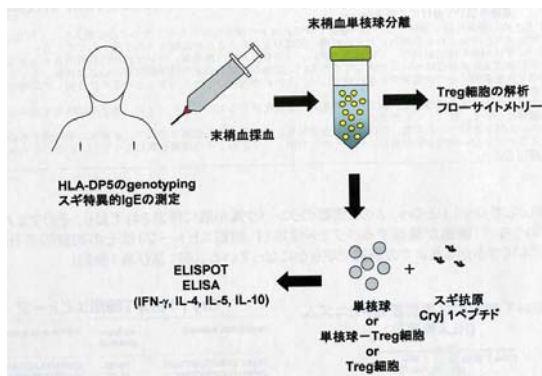 末梢血単核球分離
Treg細胞の解析
フローサイトメトリー
末梢血採血
HLA-DP5のgenotyping
スギ特異的IgEの測定
ELISPOT
ELISA
(IFN-γ, IL-4, IL-5, IL-10)
+
単核球
or
単核球－Treg細胞
or
Treg細胞
スギ抗原
Cryj 1ペプチド